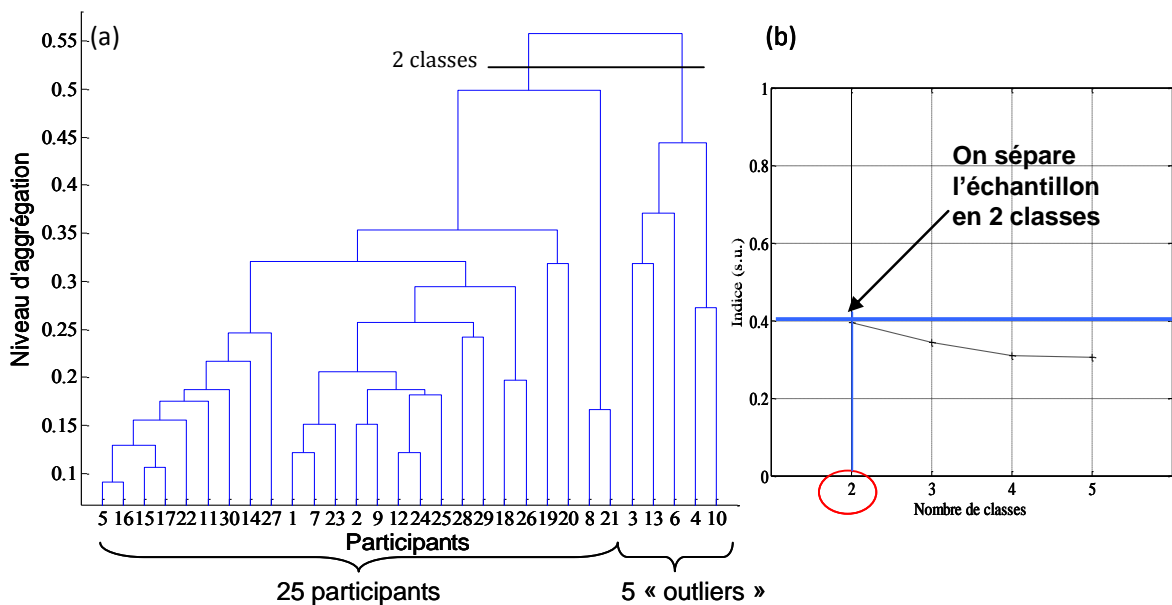 (a)
2 classes
0.55
0.5
0.45
0.4
0.35
0.3
0.25
0.2
0.15
0.1
Niveau d'aggrégation
5 16 15 17 22 11 30 14 27 1 7 23 2 9 12 24 25 28 29 18 26 19 20 8 21 3 13 6 4 10
Participants
25 participants
5 « outliers »
(b)
1
0.8
0.6
0.4
0.2
0
Indice (s.u.)
On sépare
l'échantillon
en 2 classes
2 3 4 5
Nombre de classes